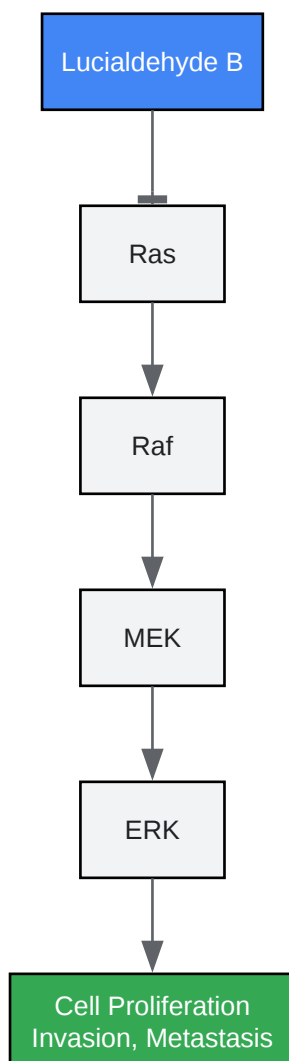 Lucialdehyde B
Ras
Raf
MEK
ERK
Cell Proliferation
Invasion, Metastasis